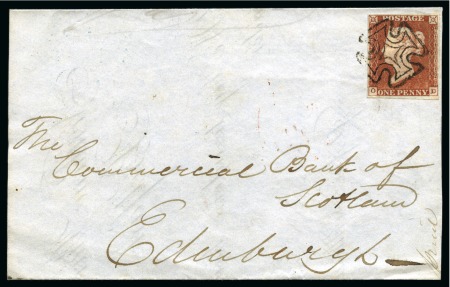 POSTAGE
ONE PENNY
The
Commercial Bank of
Scotland
Edinburgh